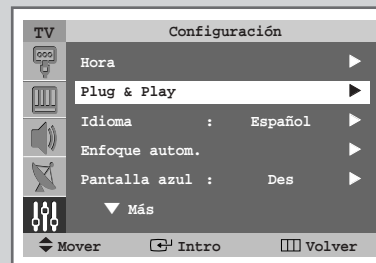 TV Configuración
Hora
Plug & Play
Idioma : Español
Enfoque autom.
Pantalla azul : Des
Más
Mover Intro Volver